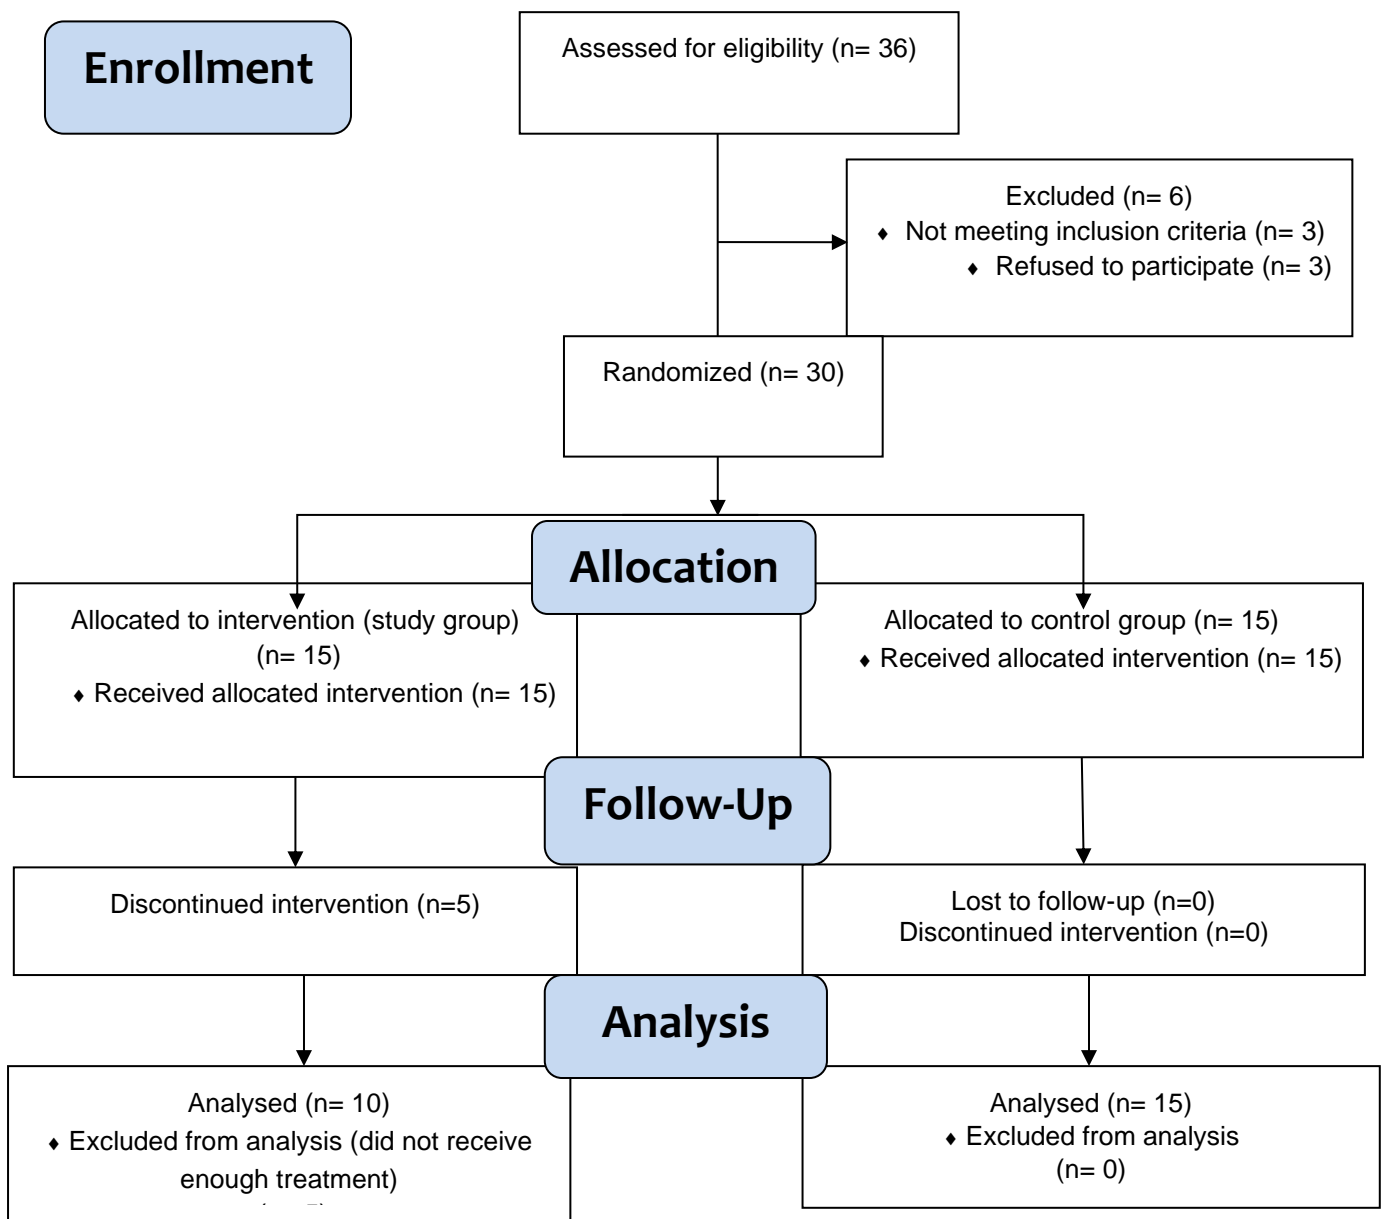 Enrollment
Assessed for eligibility (n= 36)
Excluded (n= 6)
♦ Not meeting inclusion criteria (n= 3)
♦ Refused to participate (n= 3)
Randomized (n= 30)
Allocation
Allocated to intervention (study group)
(n= 15)
♦ Received allocated intervention (n= 15)
Allocated to control group (n= 15)
♦ Received allocated intervention (n= 15)
Follow-Up
Discontinued intervention (n=5)
Lost to follow-up (n=0)
Discontinued intervention (n=0)
Analysis
Analysed (n= 10)
♦ Excluded from analysis (did not receive
enough treatment)
Analysed (n= 15)
♦ Excluded from analysis
(n= 0)